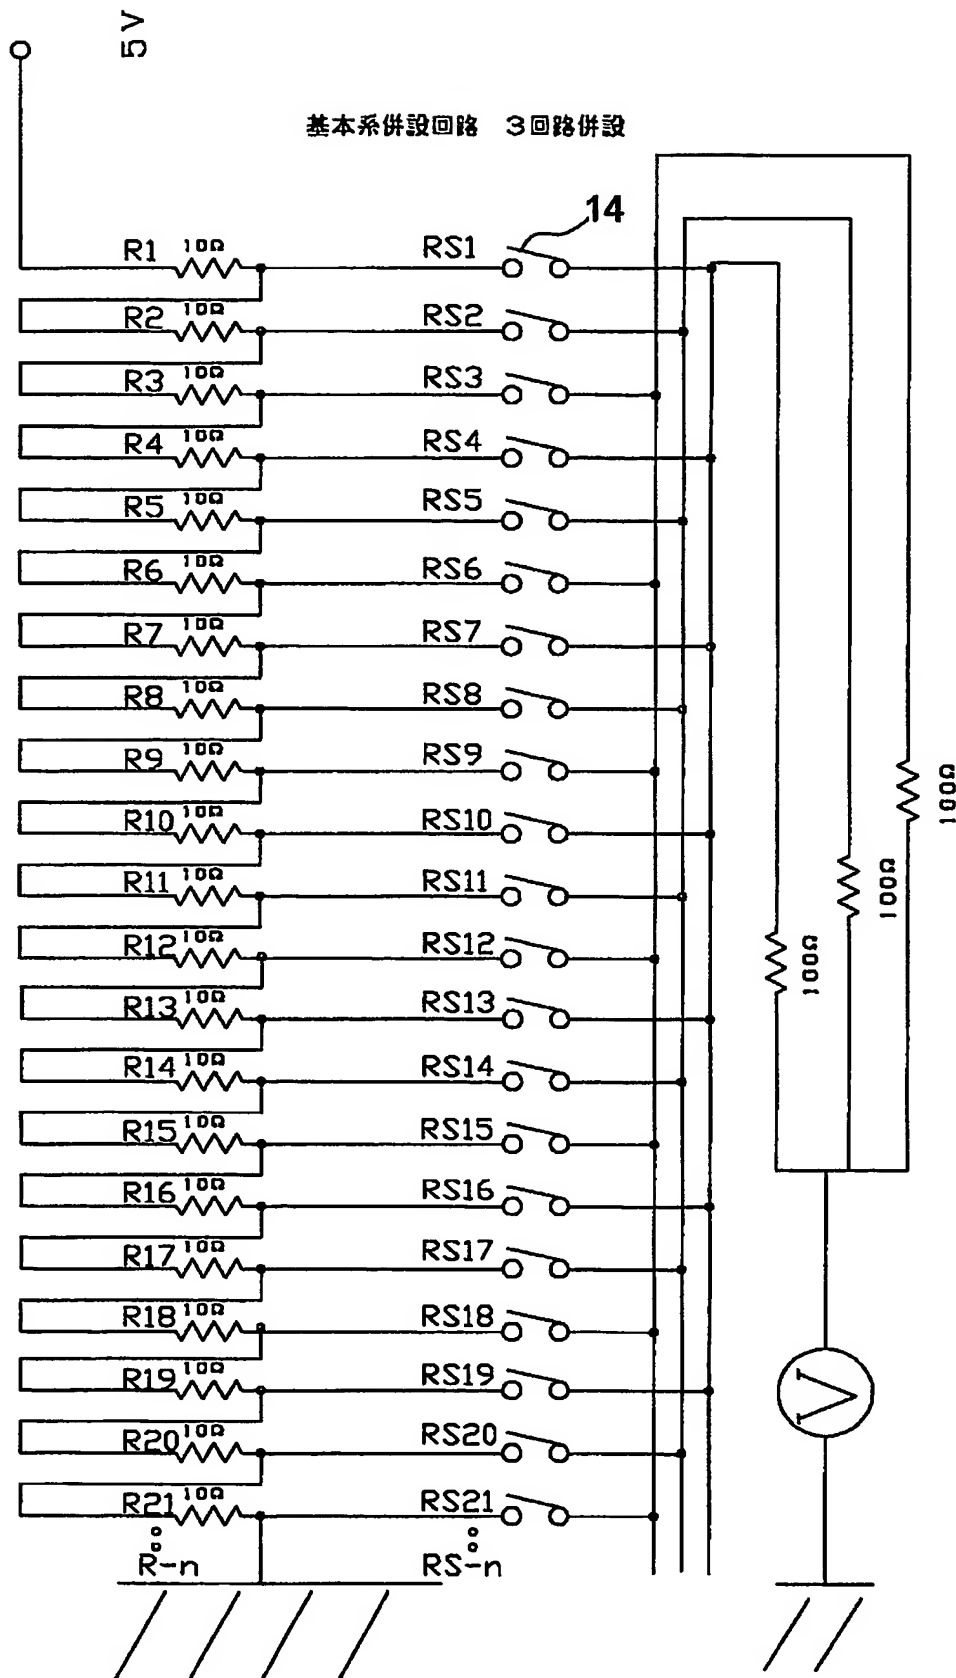 5V
基本系併設回路 3回路併設
14
R1 10Ω RS1
R2 10Ω RS2
R3 10Ω RS3
R4 10Ω RS4
R5 10Ω RS5
R6 10Ω RS6
R7 10Ω RS7
R8 10Ω RS8
R9 10Ω RS9
R10 10Ω RS10
R11 10Ω RS11
R12 10Ω RS12
R13 10Ω RS13
R14 10Ω RS14
R15 10Ω RS15
R16 10Ω RS16
R17 10Ω RS17
R18 10Ω RS18
R19 10Ω RS19
R20 10Ω RS20
R21 10Ω RS21
R-n RS-n
100Ω
100Ω
100Ω
V